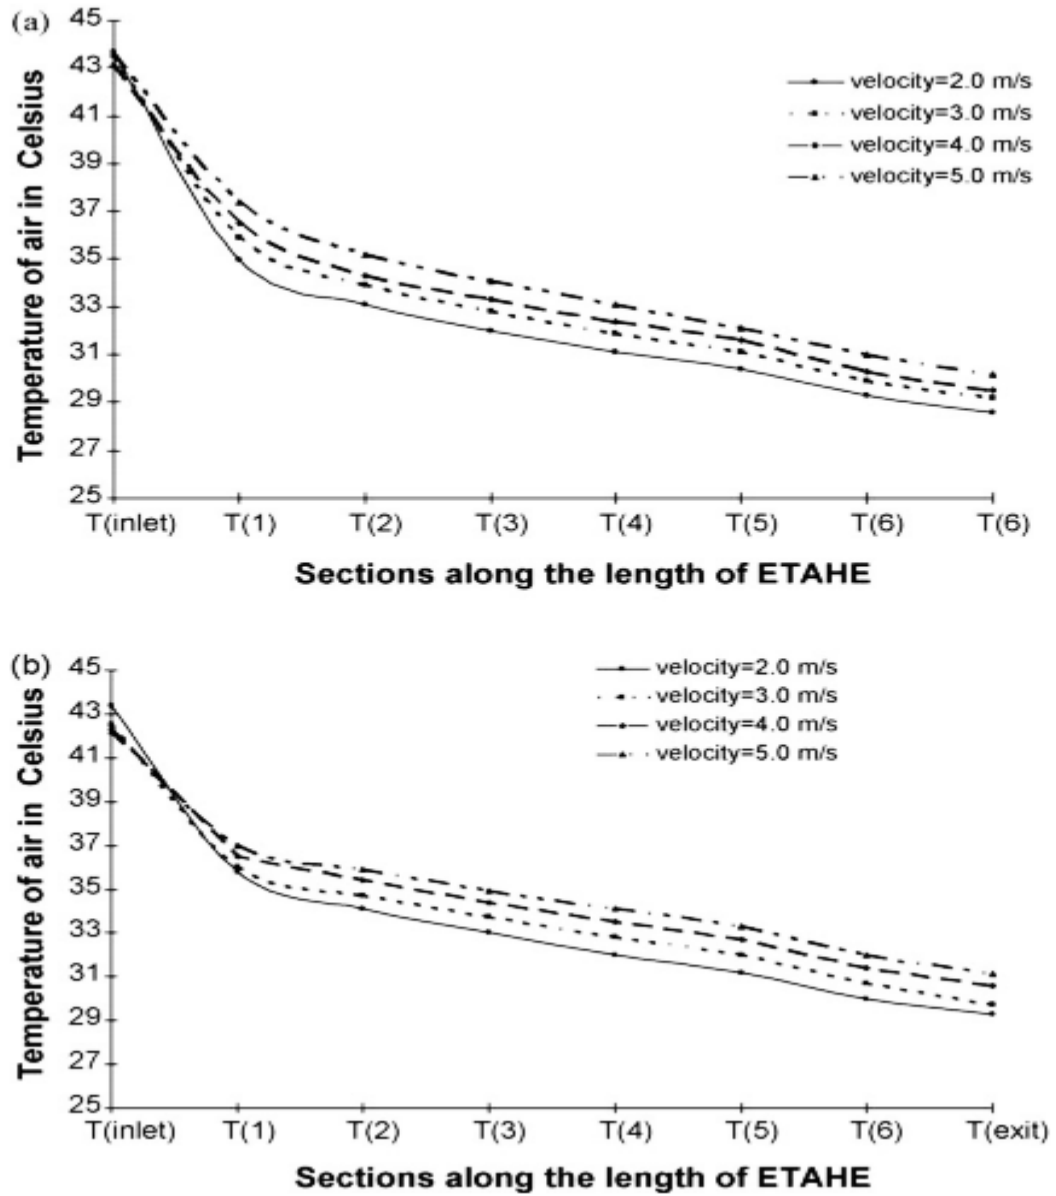 (a)
Temperature of air in Celsius
45
43
41
39
37
35
33
31
29
27
25
velocity=2.0 m/s
velocity=3.0 m/s
velocity=4.0 m/s
velocity=5.0 m/s
T(inlet) T(1) T(2) T(3) T(4) T(5) T(6) T(6)
Sections along the length of ETAHE
(b)
Temperature of air in Celsius
45
43
41
39
37
35
33
31
29
27
25
velocity=2.0 m/s
velocity=3.0 m/s
velocity=4.0 m/s
velocity=5.0 m/s
T(inlet) T(1) T(2) T(3) T(4) T(5) T(6) T(exit)
Sections along the length of ETAHE